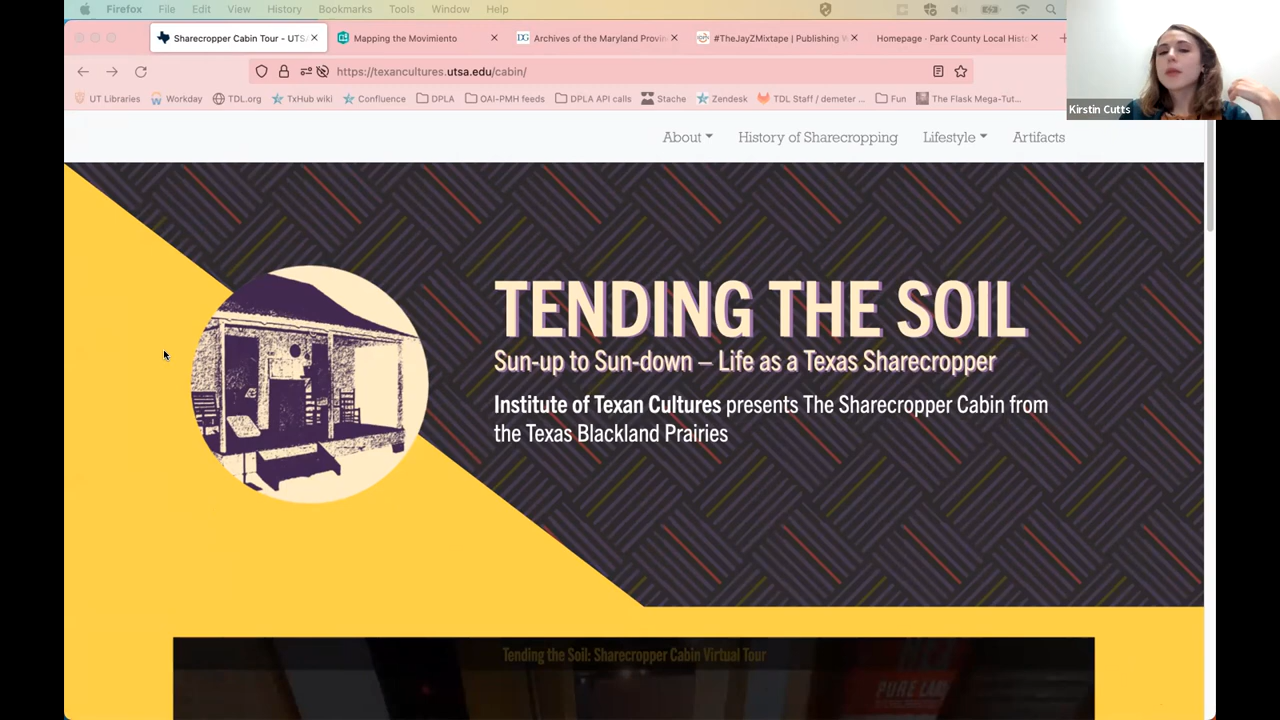 Firefox File Edit View History Bookmarks Tools Window Help
Sharecropper Cabin Tour - UTS
Mapping the Movimiento
DG Archives of the Maryland Provin
#TheJayZMixtape | Publishing W
Homepage · Park County Local Hist
https://texancultures.utsa.edu/cabin/
UT Libraries Workday TDL.org TxHub wiki Confluence DPLA OAI-PMH feeds DPLA API calls Stache Zendesk TDL Staff / demeter ... Fun The Flask Mega-Tut...
Kirstin Cutts
About History of Sharecropping Lifestyle Artifacts
TENDING THE SOIL
Sun-up to Sun-down – Life as a Texas Sharecropper
Institute of Texan Cultures presents The Sharecropper Cabin from
the Texas Blackland Prairies
Tending the Soil: Sharecropper Cabin Virtual Tour